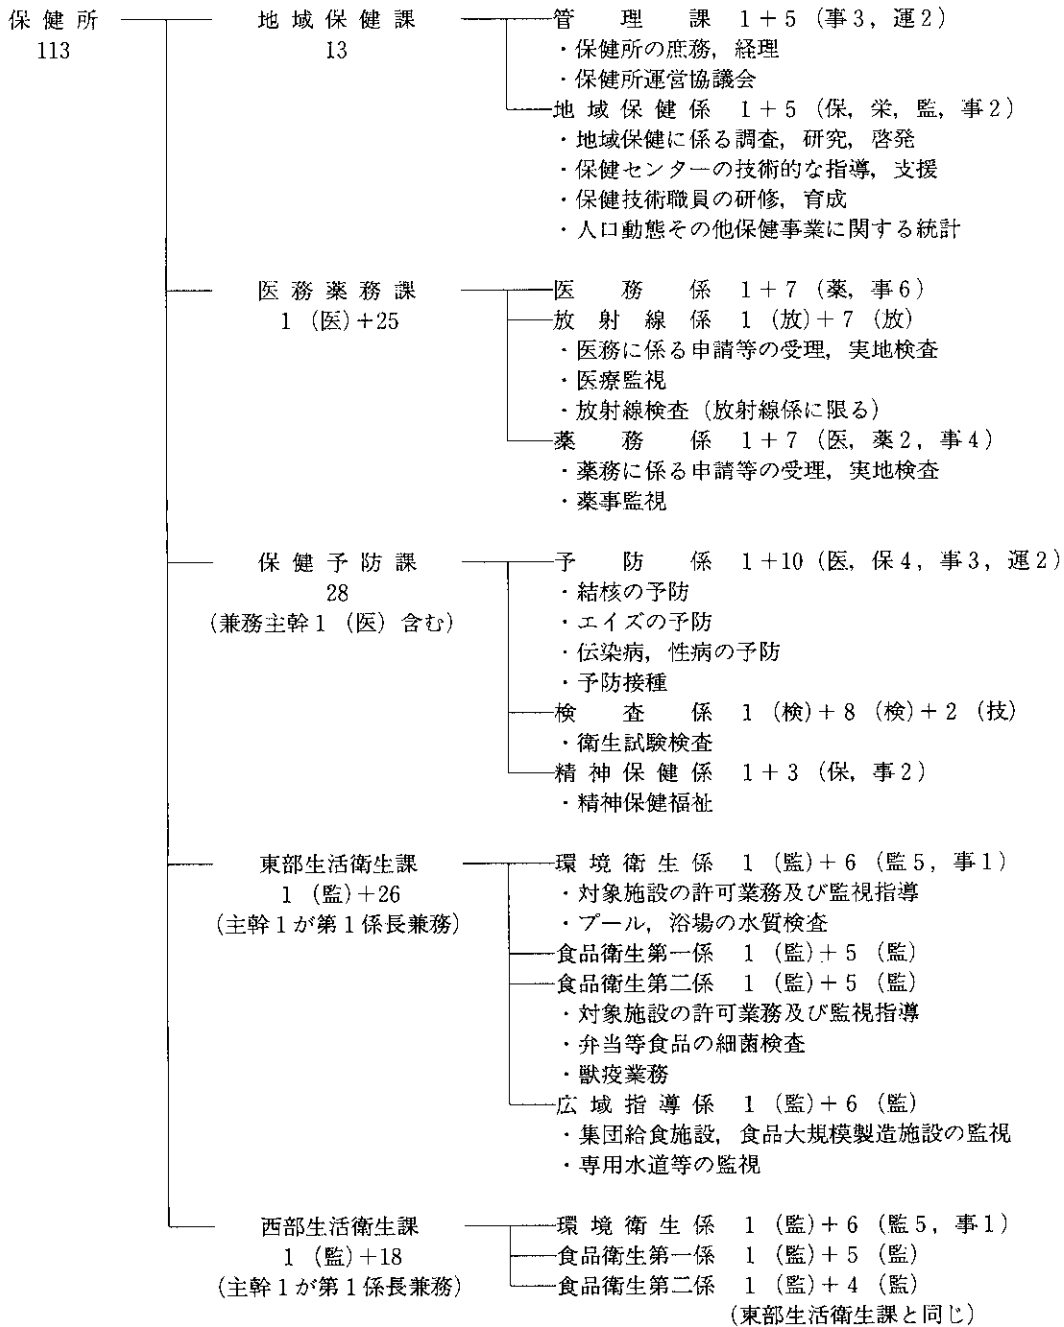 保健所 地域保健課 管理課 1+5 (事3, 運2)
113 13 ・保健所の庶務, 経理
・保健所運営協議会
地域保健係 1+5 (保, 栄, 監, 事2)
・地域保健に係る調査, 研究, 啓発
・保健センターの技術的な指導, 支援
・保健技術職員の研修, 育成
・人口動態その他保健事業に関する統計
医務薬務課 医務係 1+7 (薬, 事6)
1 (医)+25 放射線係 1 (放)+7 (放)
・医務に係る申請等の受理, 実地検査
・医療監視
・放射線検査 (放射線係に限る)
薬務係 1+7 (医, 薬2, 事4)
・薬務に係る申請等の受理, 実地検査
・薬事監視
保健予防課 予防係 1+10 (医, 保4, 事3, 運2)
28 ・結核の予防
(兼務主幹1 (医) 含む) ・エイズの予防
・伝染病, 性病の予防
・予防接種
検査係 1 (検)+8 (検)+2 (技)
・衛生試験検査
精神保健係 1+3 (保, 事2)
・精神保健福祉
東部生活衛生課 環境衛生係 1 (監)+6 (監5, 事1)
1 (監)+26 ・対象施設の許可業務及び監視指導
(主幹1が第1係長兼務) ・プール, 浴場の水質検査
食品衛生第一係 1 (監)+5 (監)
食品衛生第二係 1 (監)+5 (監)
・対象施設の許可業務及び監視指導
・弁当等食品の細菌検査
・獣疫業務
広域指導係 1 (監)+6 (監)
・集団給食施設, 食品大規模製造施設の監視
・専用水道等の監視
西部生活衛生課 環境衛生係 1 (監)+6 (監5, 事1)
1 (監)+18 食品衛生第一係 1 (監)+5 (監)
(主幹1が第1係長兼務) 食品衛生第二係 1 (監)+4 (監)
(東部生活衛生課と同じ)